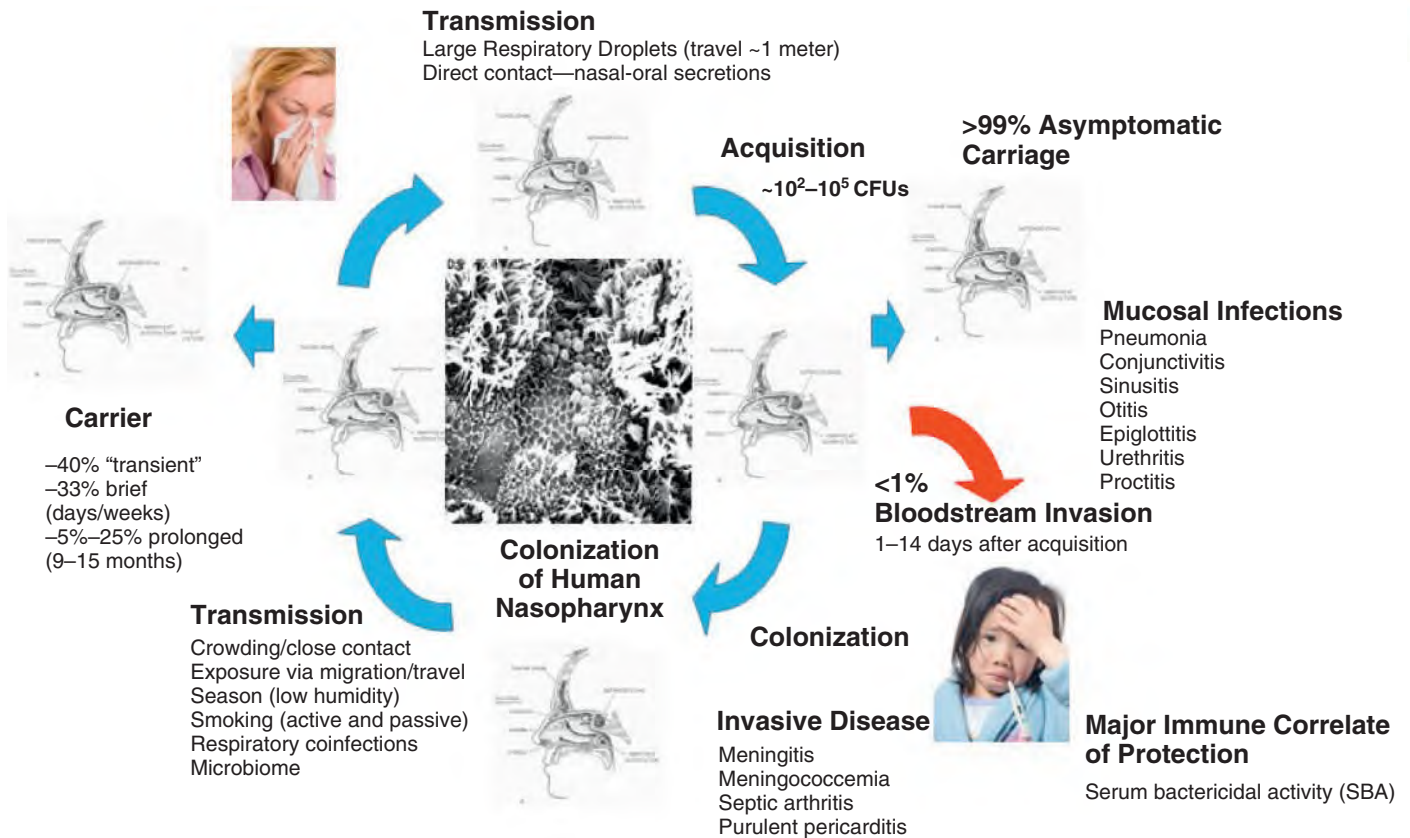 Transmission
Large Respiratory Droplets (travel ~1 meter)
Direct contact—nasal-oral secretions
Acquisition
~10²–10⁵ CFUs
>99% Asymptomatic
Carriage
Mucosal Infections
Pneumonia
Conjunctivitis
Sinusitis
Otitis
Epiglottitis
Urethritis
Proctitis
<1%
Bloodstream Invasion
1–14 days after acquisition
Carrier
–40% “transient”
–33% brief
(days/weeks)
–5%–25% prolonged
(9–15 months)
Colonization
of Human
Nasopharynx
Transmission
Crowding/close contact
Exposure via migration/travel
Season (low humidity)
Smoking (active and passive)
Respiratory coinfections
Microbiome
Colonization
Invasive Disease
Meningitis
Meningococcemia
Septic arthritis
Purulent pericarditis
Major Immune Correlate
of Protection
Serum bactericidal activity (SBA)